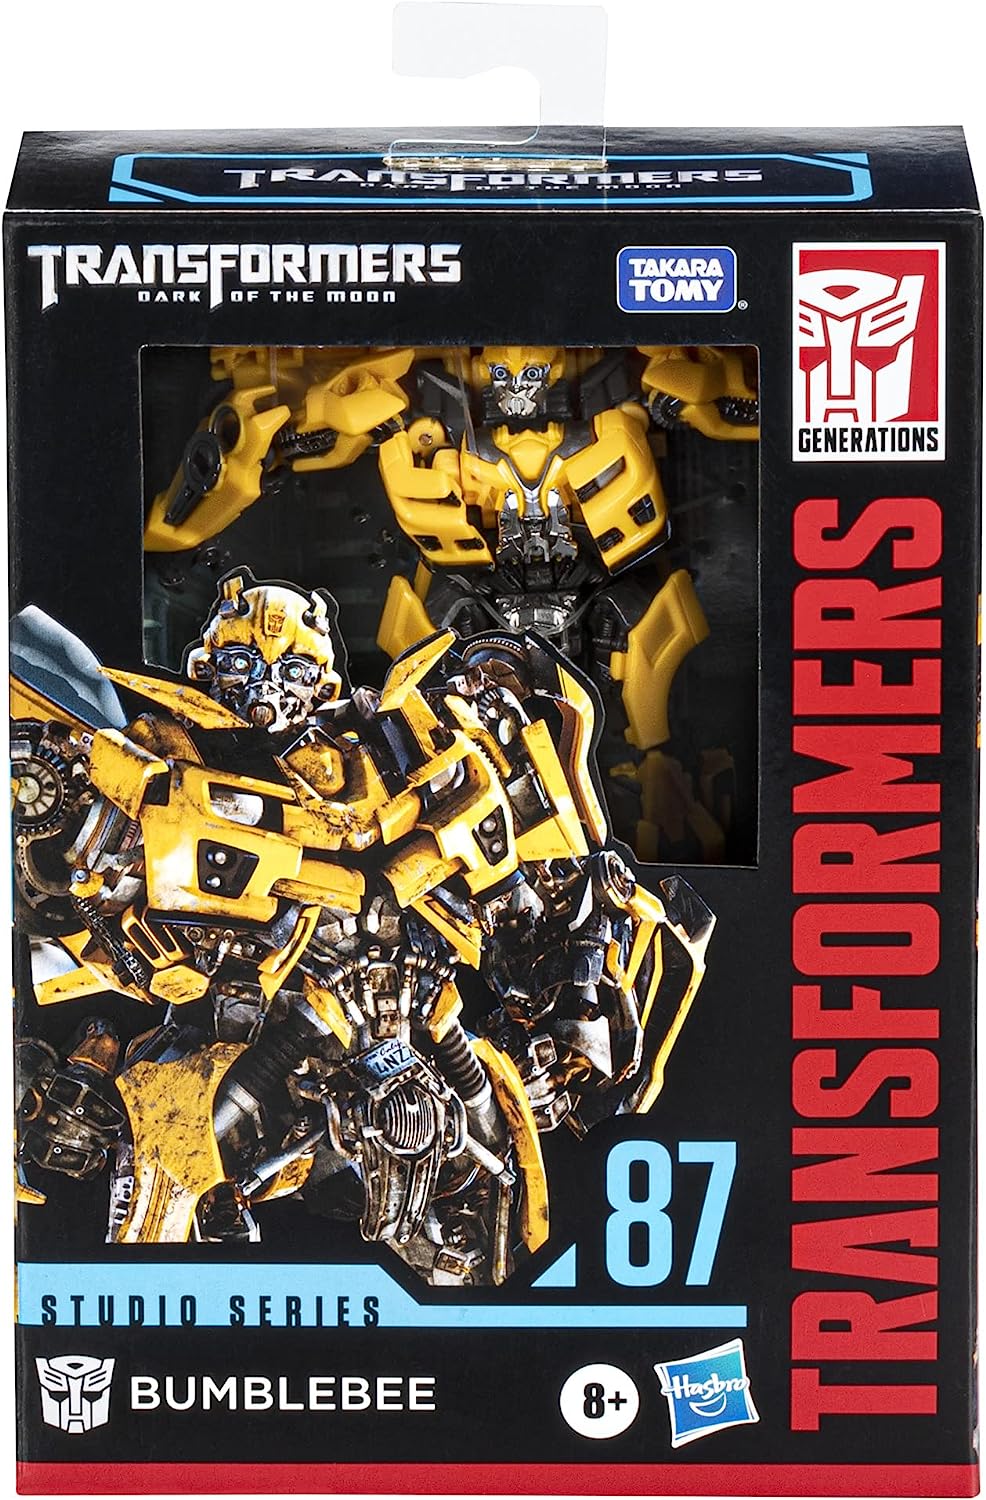 TRANSFORMERS
DARK OF THE MOON
TRANSFORMERS
DARK OF THE MOON
TAKARA
TOMY®
GENERATIONS
TRANSFORMERS
87
STUDIO SERIES
BUMBLEBEE
8+
Hasbro